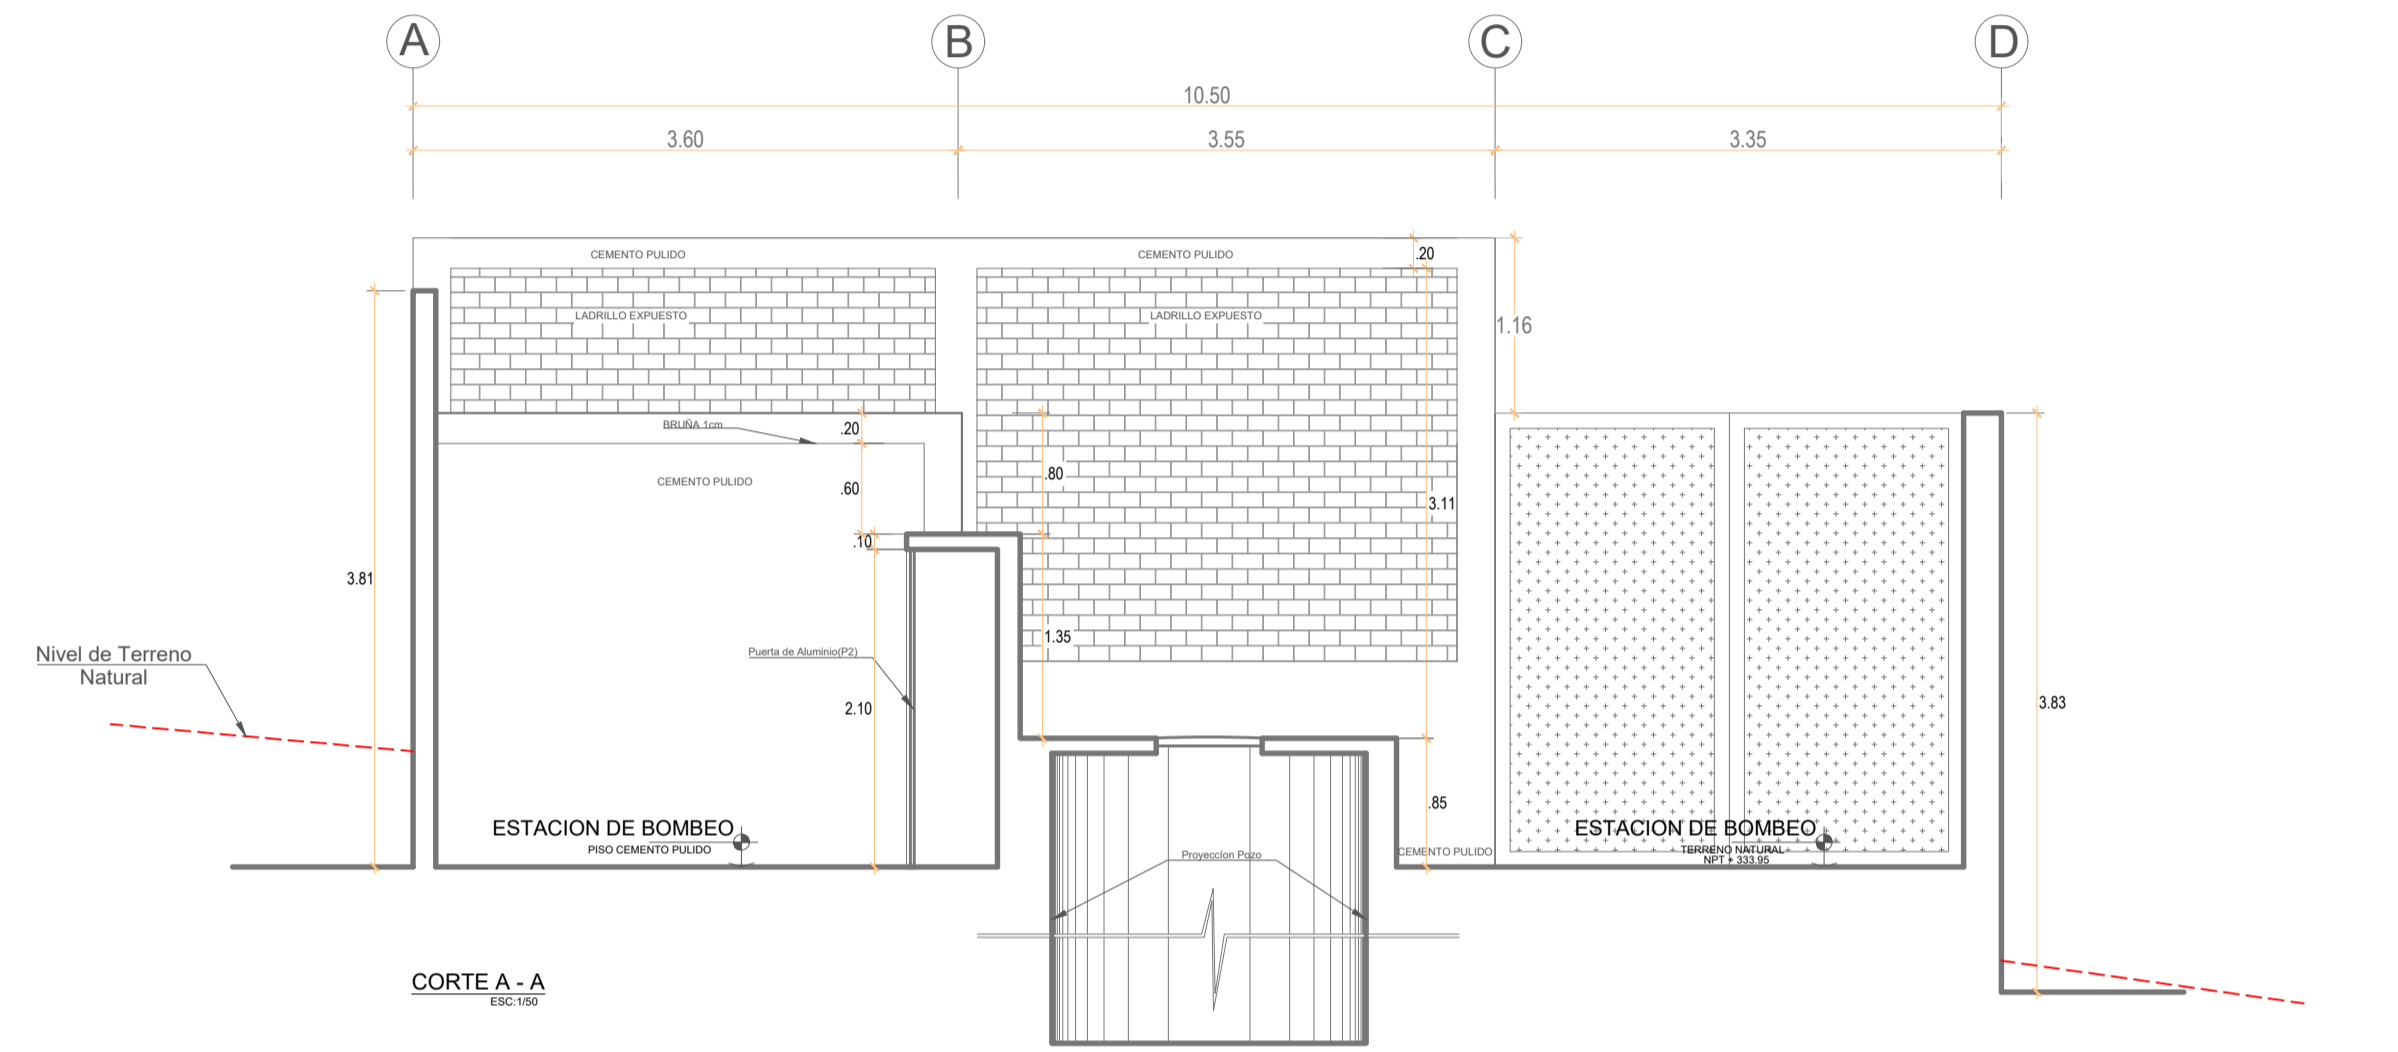 A
B
C
D
10.50
3.60
3.55
3.35
CEMENTO PULIDO
CEMENTO PULIDO
.20
LADRILLO EXPUESTO
LADRILLO EXPUESTO
1.16
BRUÑA 1cm
.20
.80
CEMENTO PULIDO
.60
3.11
.10
3.81
1.35
Nivel de Terreno
Natural
Puerta de Aluminio(P2)
2.10
3.83
.85
ESTACION DE BOMBEO
PISO CEMENTO PULIDO
Proyeccion Pozo
CEMENTO PULIDO
ESTACION DE BOMBEO
TERRENO NATURAL
NPT + 333.95
CORTE A - A
ESC:1/50